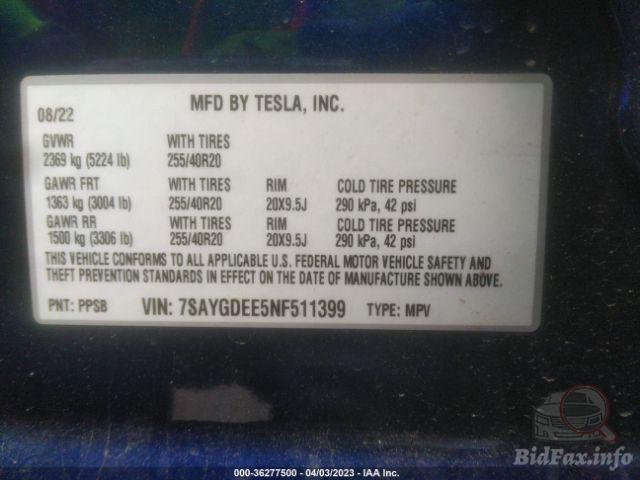 MFD BY TESLA, INC.
08/22
GVWR WITH TIRES
2369 kg (5224 lb) 255/40R20
GAWR FRT WITH TIRES RIM COLD TIRE PRESSURE
1363 kg (3004 lb) 255/40R20 20X9.5J 290 kPa, 42 psi
GAWR RR WITH TIRES RIM COLD TIRE PRESSURE
1500 kg (3306 lb) 255/40R20 20X9.5J 290 kPa, 42 psi
THIS VEHICLE CONFORMS TO ALL APPLICABLE U.S. FEDERAL MOTOR VEHICLE SAFETY AND
THEFT PREVENTION STANDARDS IN EFFECT ON THE DATE OF MANUFACTURE SHOWN ABOVE.
PNT: PPSB VIN: 7SAYGDEE5NF511399 TYPE: MPV
BidFax.info
000-36277500 - 04/03/2023 - IAA Inc.